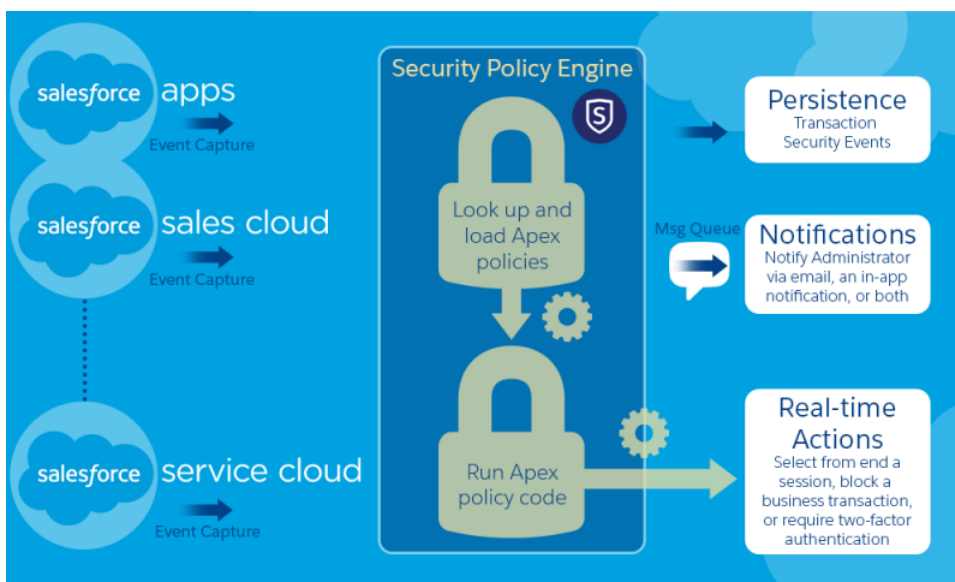 salesforce apps
Event Capture
salesforce sales cloud
Event Capture
salesforce service cloud
Event Capture
Security Policy Engine
S
Look up and
load Apex
policies
Run Apex
policy code
Persistence
Transaction
Security Events
Msg Queue
Notifications
Notify Administrator
via email, an in-app
notification, or both
Real-time
Actions
Select from end a
session, block a
business transaction,
or require two-factor
authentication